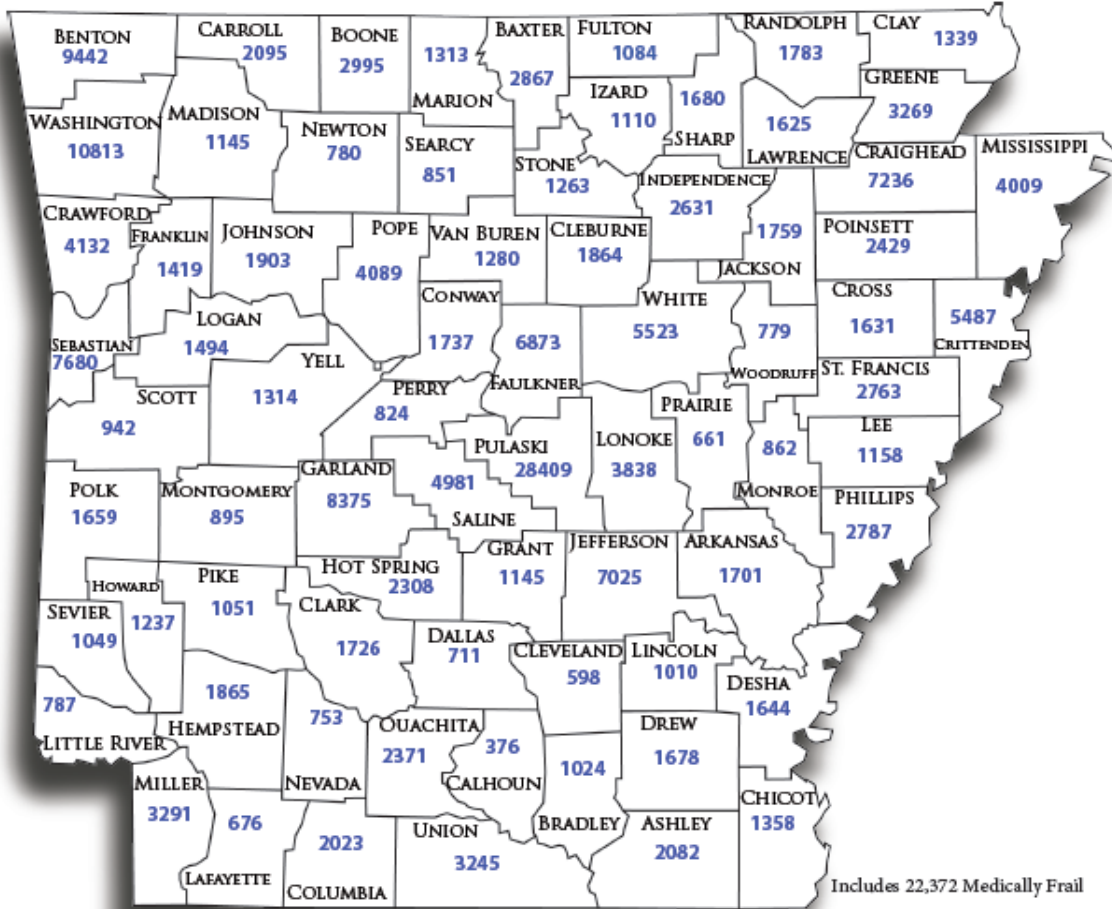 BENTON
9442
CARROLL
2095
BOONE
2995
1313
MARION
BAXTER
2867
FULTON
1084
RANDOLPH
1783
CLAY
1339
WASHINGTON
10813
MADISON
1145
NEWTON
780
SEARCY
851
STONE
1263
IZARD
1110
1680
SHARP
1625
LAWRENCE
GREENE
3269
CRAIGHEAD
7236
MISSISSIPPI
4009
INDEPENDENCE
2631
1759
JACKSON
POINSETT
2429
CRAWFORD
4132
FRANKLIN
1419
JOHNSON
1903
POPE
4089
VAN BUREN
1280
CLEBURNE
1864
CONWAY
1737
6873
FAULKNER
WHITE
5523
779
WOODRUFF
CROSS
1631
5487
CRITTENDEN
SEBASTIAN
7680
LOGAN
1494
YELL
1314
PERRY
824
ST. FRANCIS
2763
SCOTT
942
PULASKI
28409
LONOKE
3838
PRAIRIE
661
862
MONROE
LEE
1158
POLK
1659
MONTGOMERY
895
GARLAND
8375
4981
SALINE
PHILLIPS
2787
HOT SPRING
2308
GRANT
1145
JEFFERSON
7025
ARKANSAS
1701
HOWARD
1237
PIKE
1051
CLARK
1726
SEVIER
1049
DALLAS
711
CLEVELAND
598
LINCOLN
1010
DESHA
1644
787
LITTLE RIVER
1865
HEMPSTEAD
753
NEVADA
OUACHITA
2371
376
CALHOUN
1024
BRADLEY
DREW
1678
MILLER
3291
676
LAFAYETTE
2023
COLUMBIA
UNION
3245
ASHLEY
2082
CHICOT
1358
Includes 22,372 Medically Frail